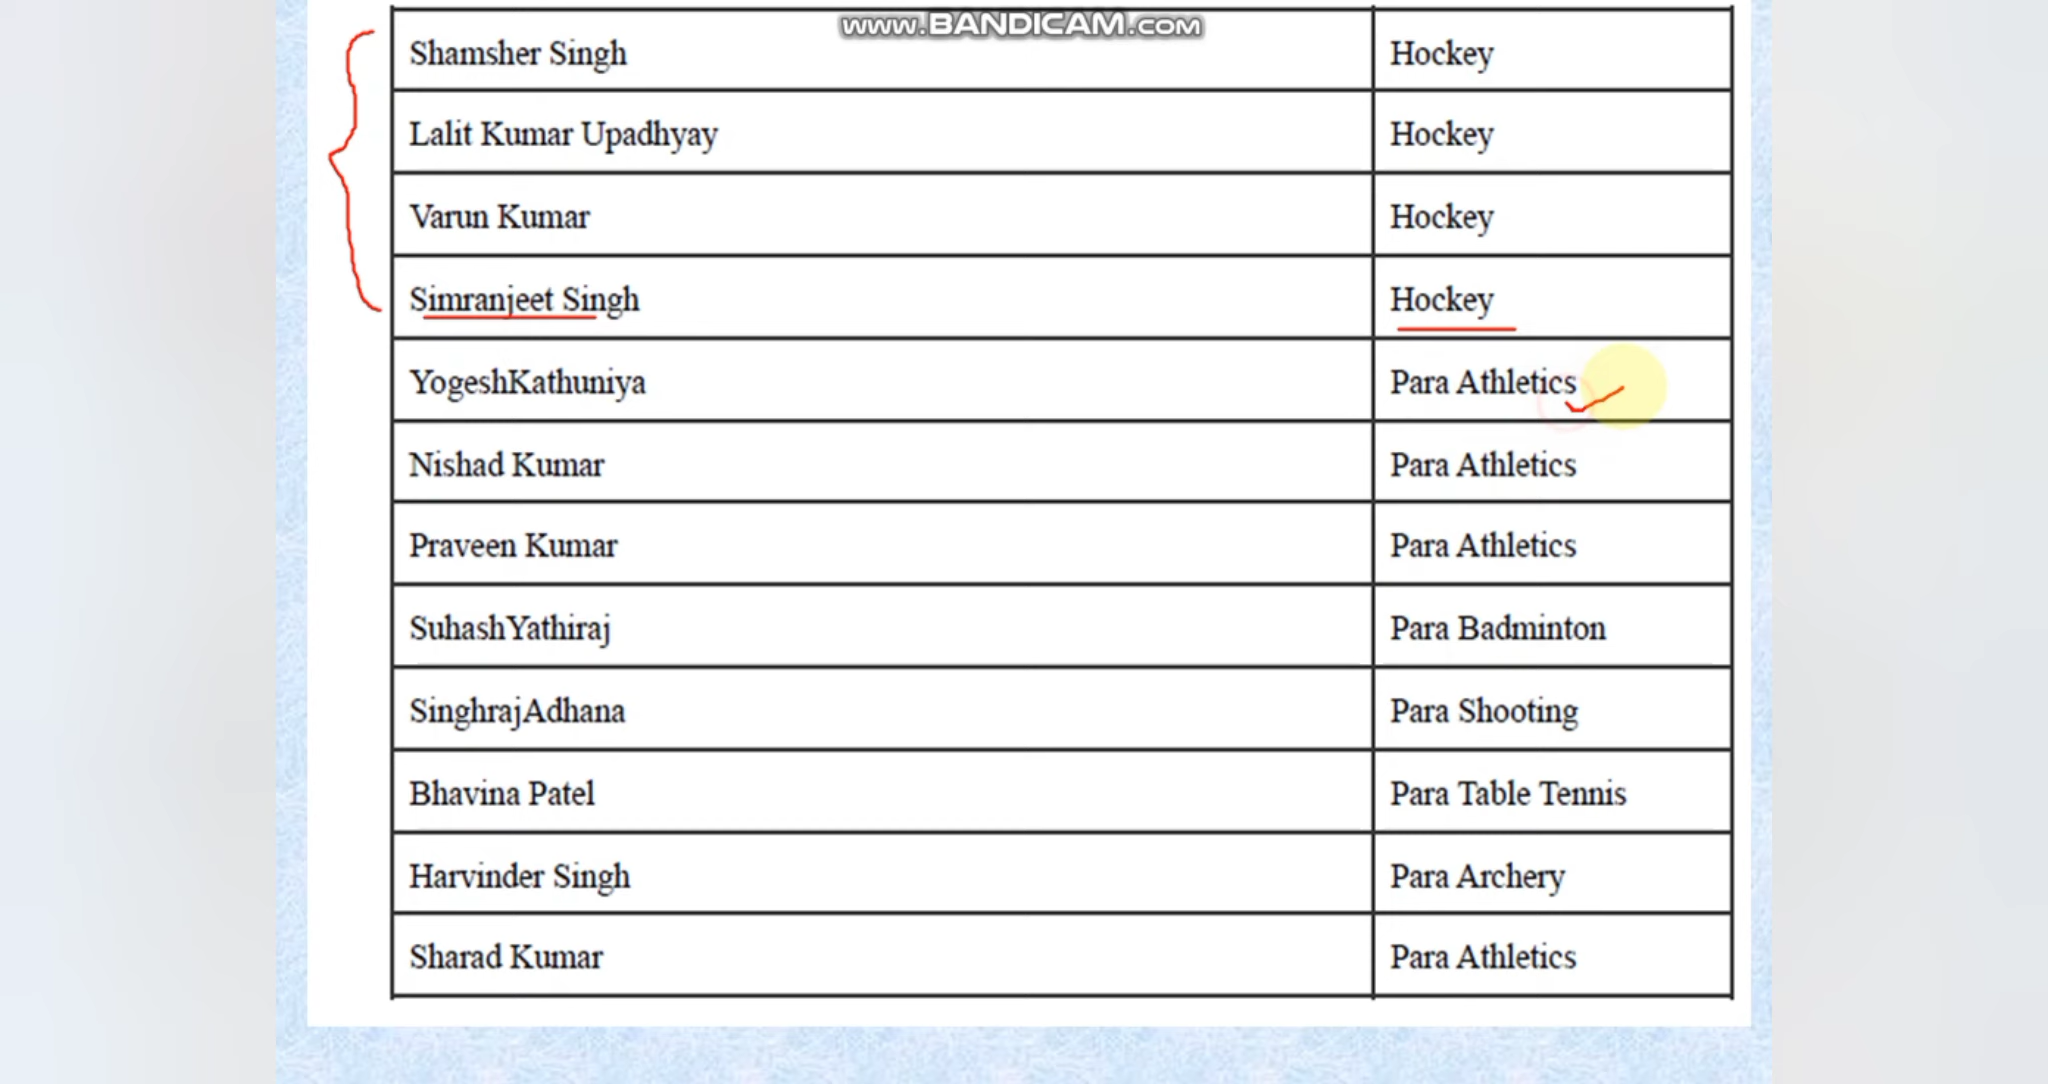 www.BANDICAM.com
Shamsher Singh Hockey
Lalit Kumar Upadhyay Hockey
Varun Kumar Hockey
Simranjeet Singh Hockey
YogeshKathuniya Para Athletics
Nishad Kumar Para Athletics
Praveen Kumar Para Athletics
SuhashYathiraj Para Badminton
SinghrajAdhana Para Shooting
Bhavina Patel Para Table Tennis
Harvinder Singh Para Archery
Sharad Kumar Para Athletics